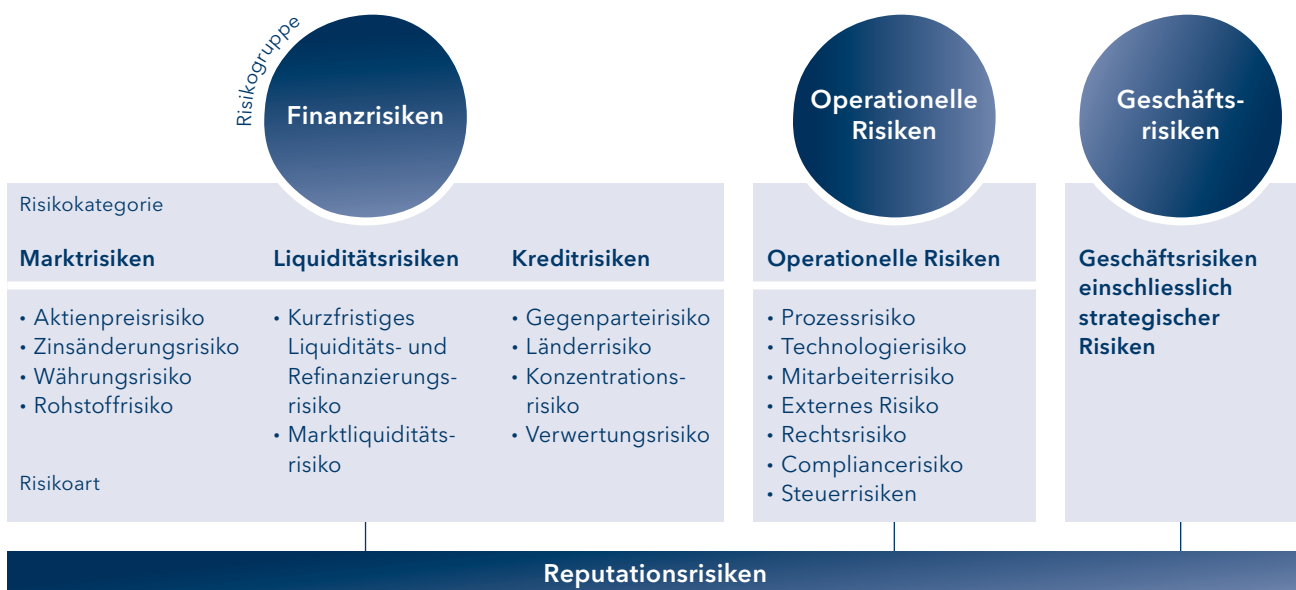 Risikogruppe
Finanzrisiken
Operationelle
Risiken
Geschäfts-
risiken
Risikokategorie
Marktrisiken
• Aktienpreisrisiko
• Zinsänderungsrisiko
• Währungsrisiko
• Rohstoffrisiko
Risikoart
Liquiditätsrisiken
• Kurzfristiges
Liquiditäts- und
Refinanzierungs-
risiko
• Marktliquiditäts-
risiko
Kreditrisiken
• Gegenparteirisiko
• Länderrisiko
• Konzentrations-
risiko
• Verwertungsrisiko
Operationelle Risiken
• Prozessrisiko
• Technologierisiko
• Mitarbeiterrisiko
• Externes Risiko
• Rechtsrisiko
• Compliancerisiko
• Steuerrisiken
Geschäftsrisiken
einschliesslich
strategischer
Risiken
Reputationsrisiken